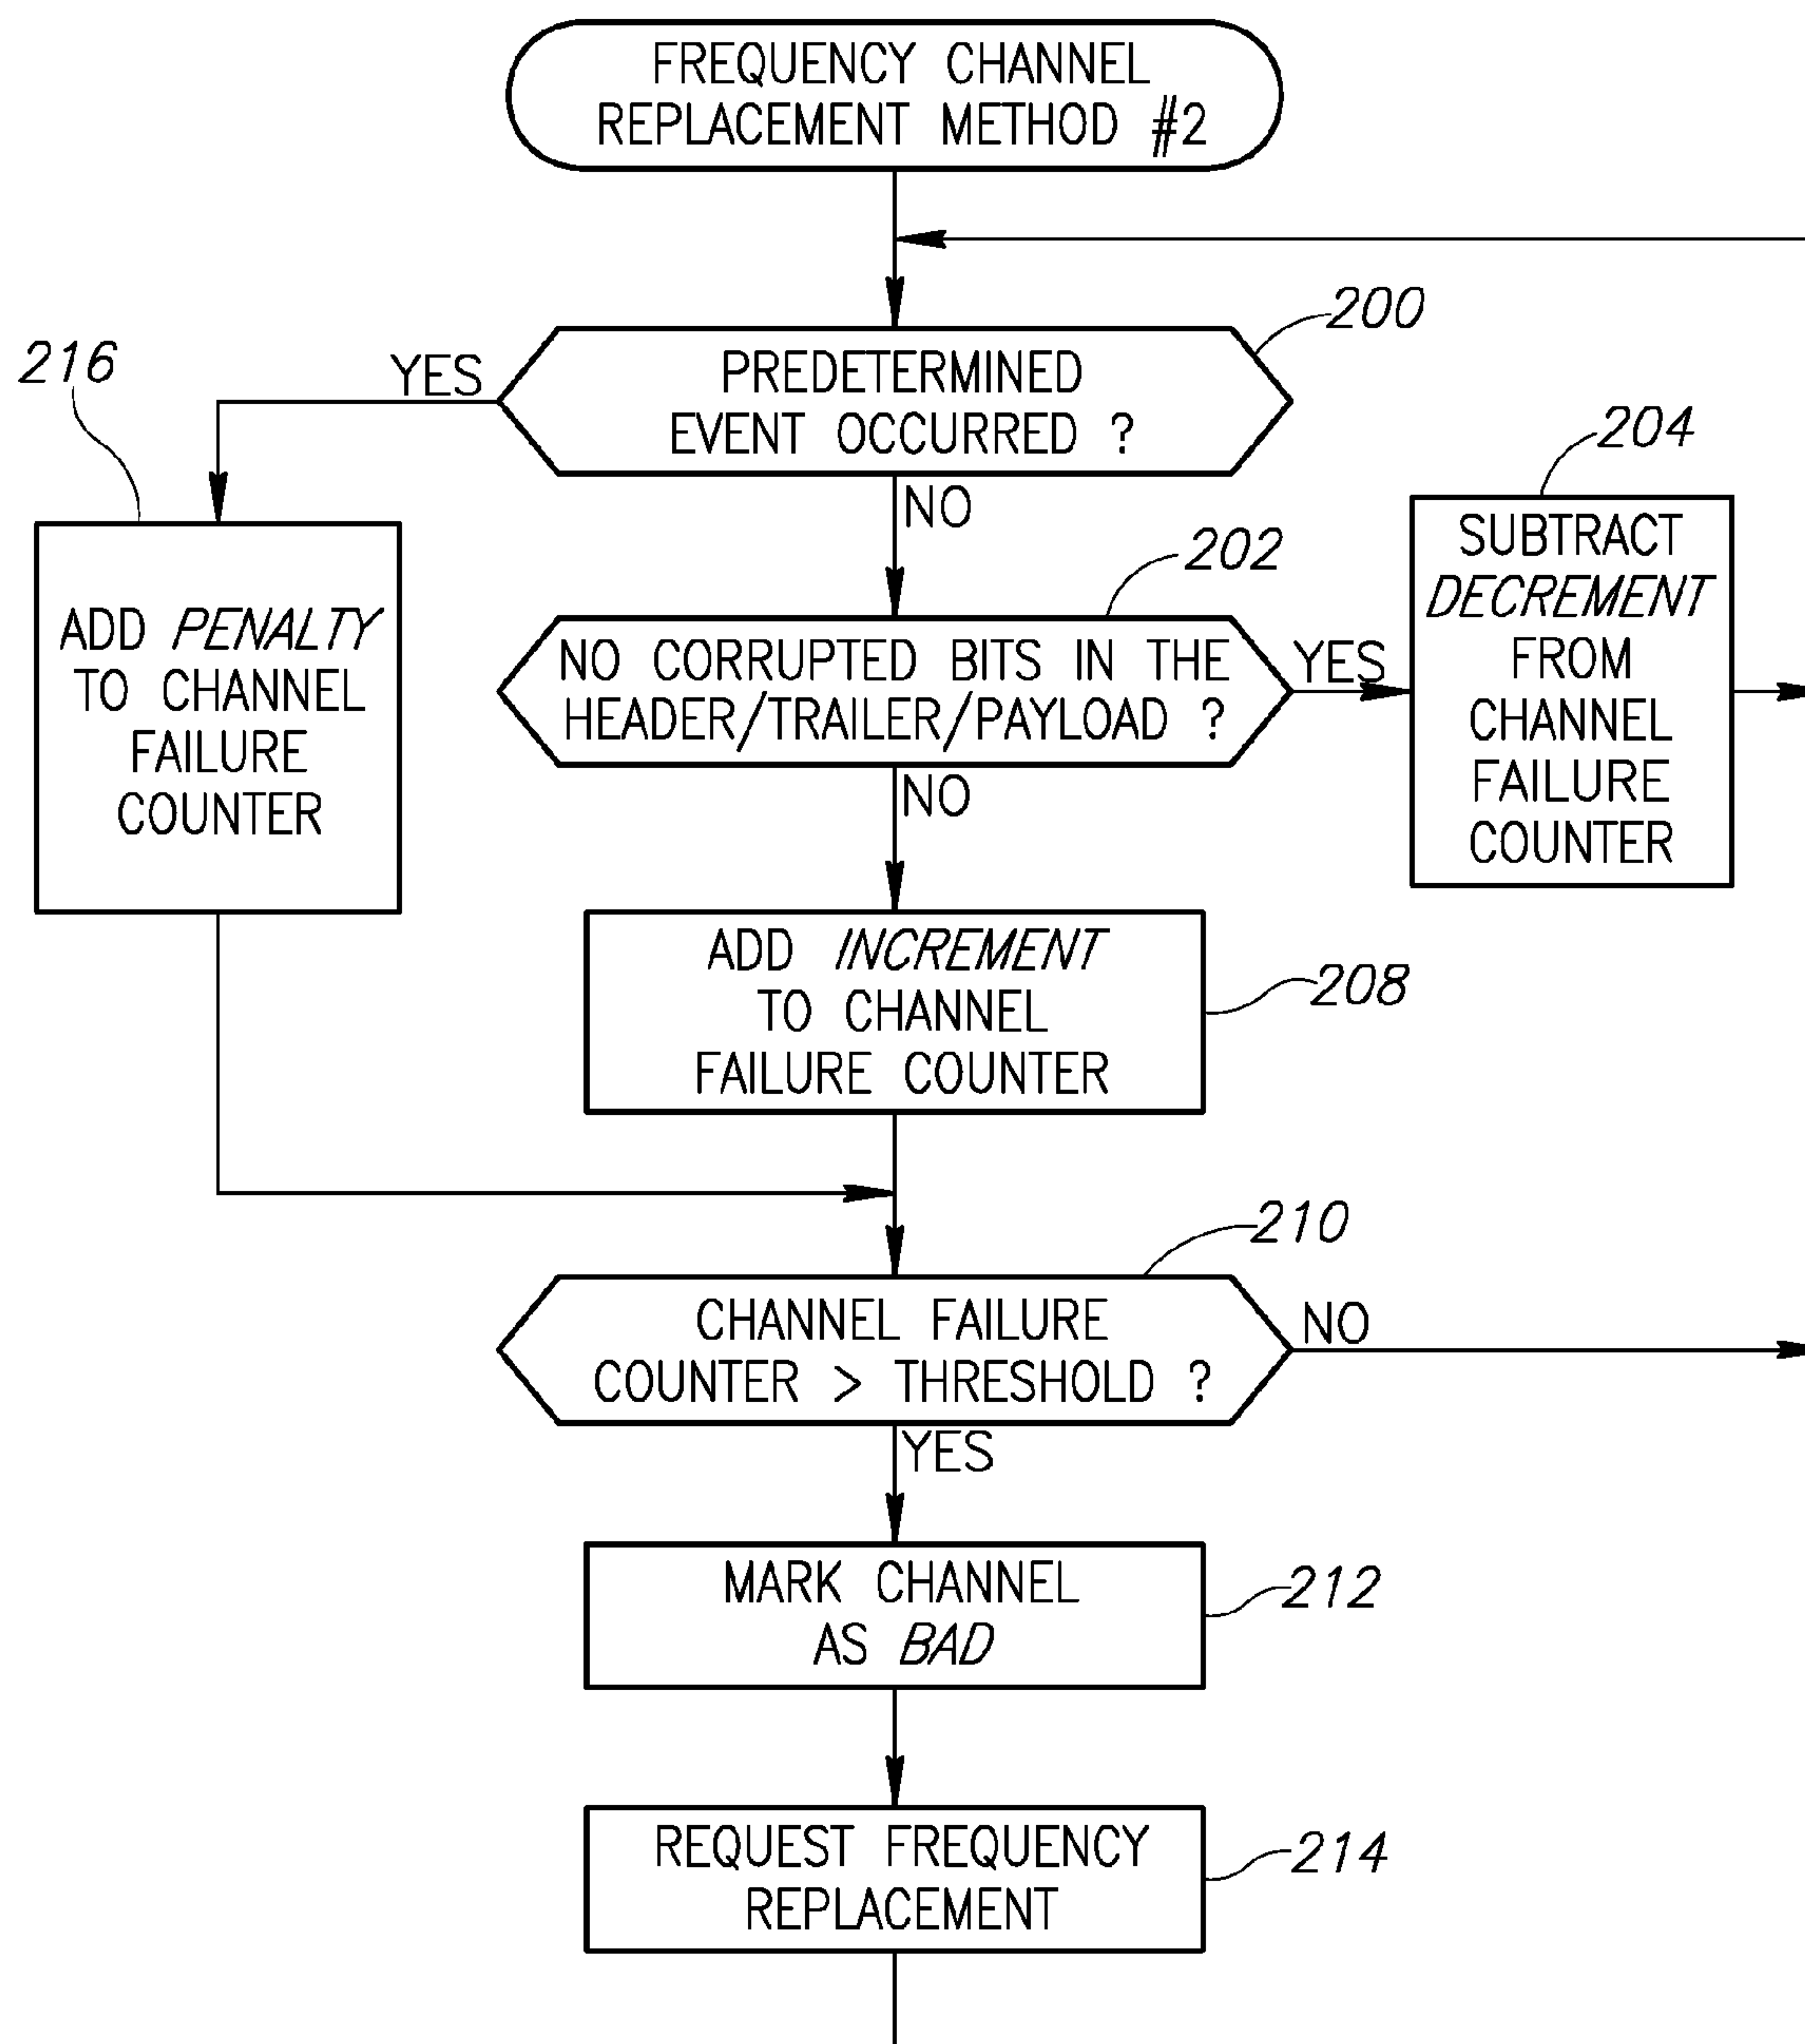 FREQUENCY CHANNEL
REPLACEMENT METHOD #2
200
PREDETERMINED
EVENT OCCURRED ?
YES
NO
216
ADD PENALTY
TO CHANNEL
FAILURE
COUNTER
202
NO CORRUPTED BITS IN THE
HEADER/TRAILER/PAYLOAD ?
YES
NO
204
SUBTRACT
DECREMENT
FROM
CHANNEL
FAILURE
COUNTER
ADD INCREMENT
TO CHANNEL
FAILURE COUNTER
208
210
CHANNEL FAILURE
COUNTER > THRESHOLD ?
NO
YES
MARK CHANNEL
AS BAD
212
REQUEST FREQUENCY
REPLACEMENT
214